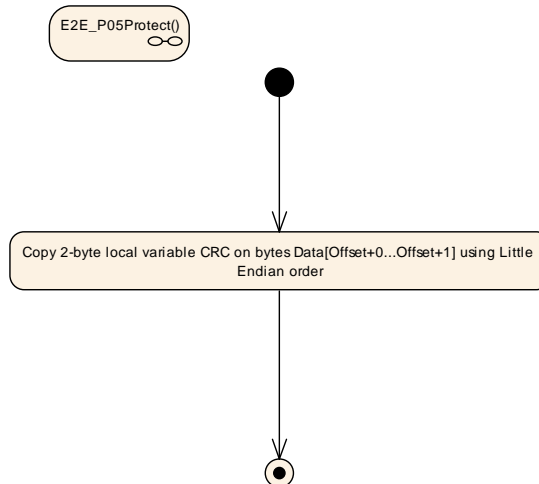 E2E_P05Protect()
Copy 2-byte local variable CRC on bytes Data[Offset+0...Offset+1] using Little
Endian order